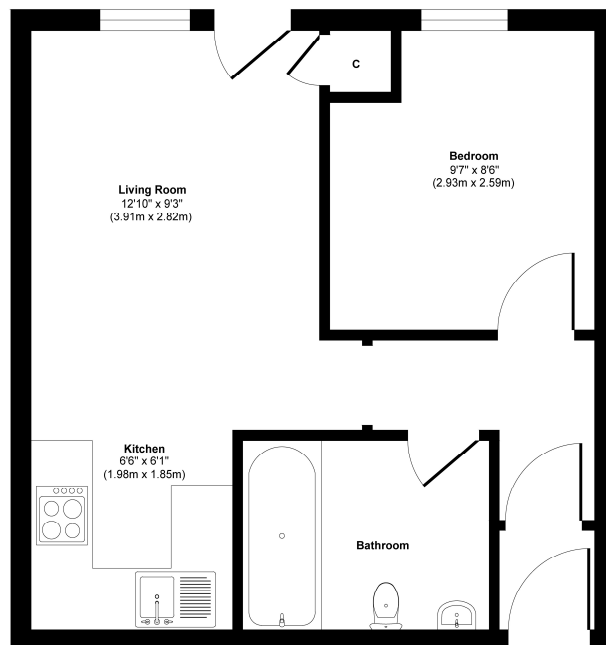 C
Bedroom
9'7" x 8'6"
(2.93m x 2.59m)
Living Room
12'10" x 9'3"
(3.91m x 2.82m)
Kitchen
6'6" x 6'1"
(1.98m x 1.85m)
Bathroom